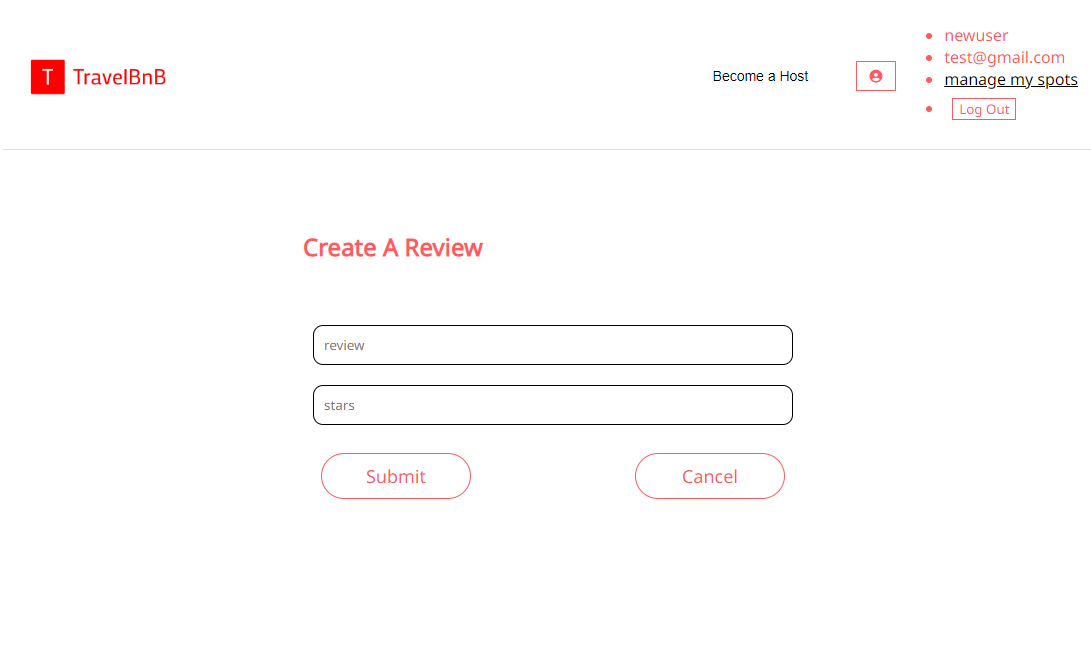 T TravelBnB
Become a Host
newuser
test@gmail.com
manage my spots
Log Out
Create A Review
review
stars
Submit
Cancel